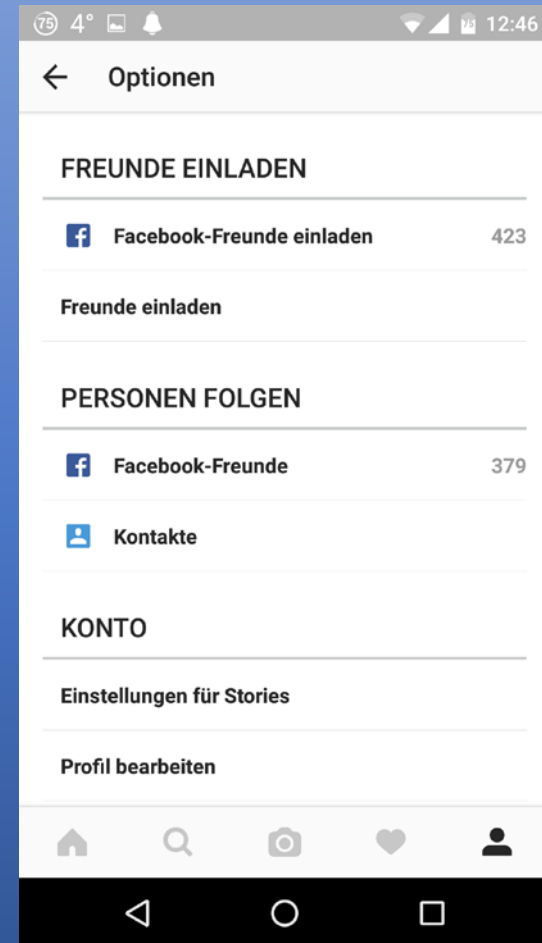 75 4° 75 12:46
Optionen
FREUNDE EINLADEN
Facebook-Freunde einladen 423
Freunde einladen
PERSONEN FOLGEN
Facebook-Freunde 379
Kontakte
KONTO
Einstellungen für Stories
Profil bearbeiten